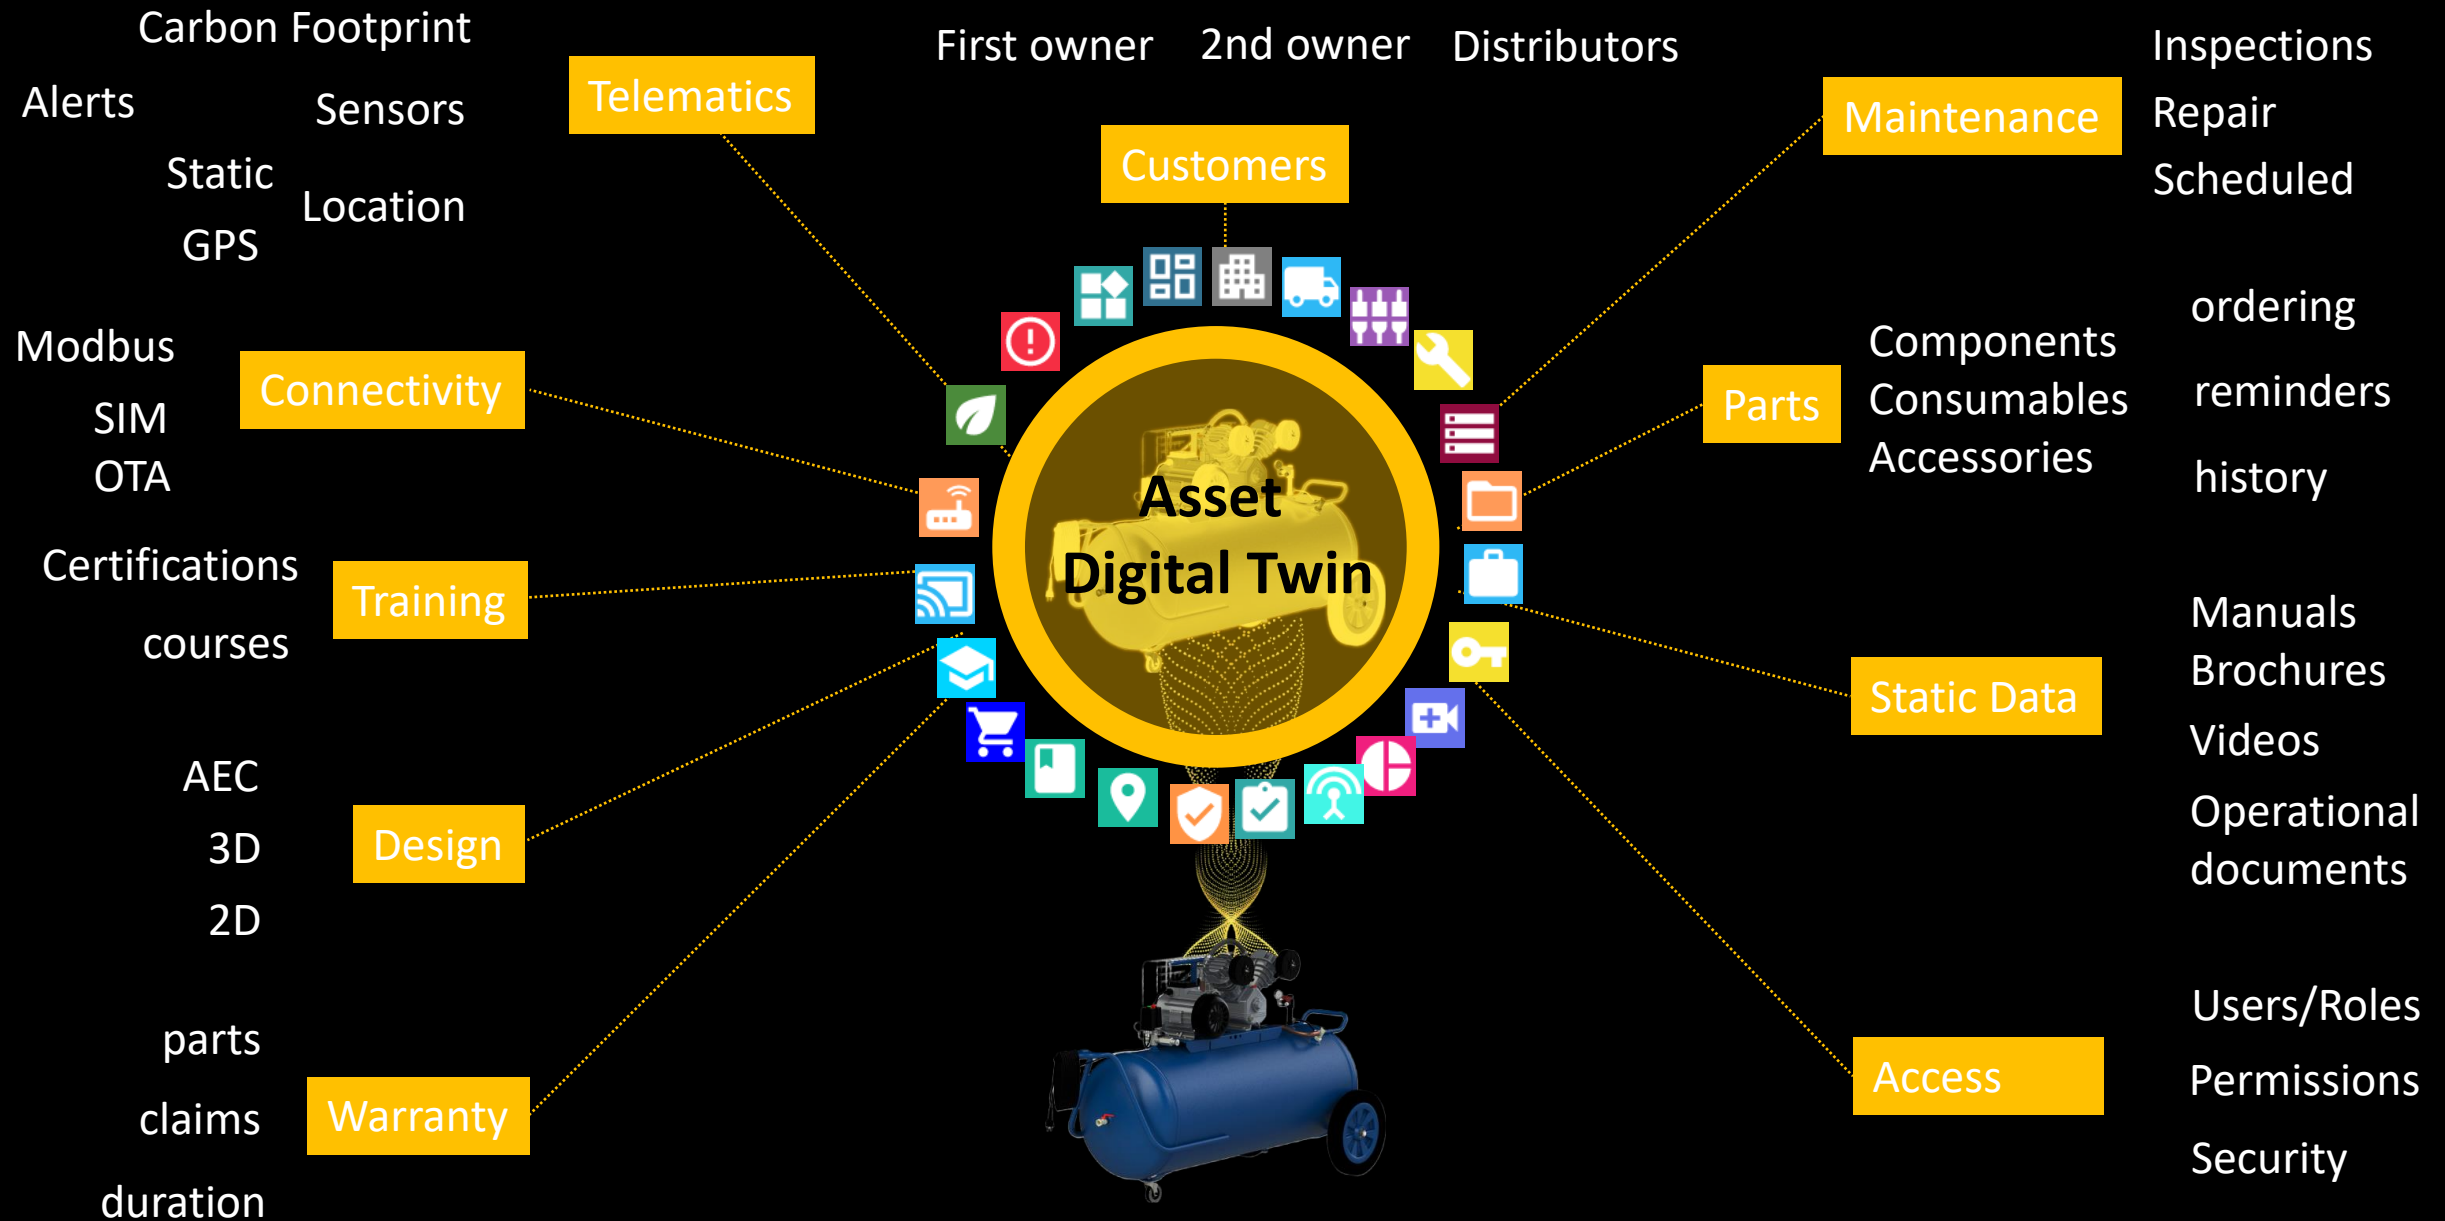 Carbon Footprint
Alerts
Sensors
Static
Location
GPS
Telematics
First owner
2nd owner
Distributors
Customers
Maintenance
Inspections
Repair
Scheduled
Modbus
SIM
OTA
Connectivity
Parts
Components
Consumables
Accessories
ordering
reminders
history
Asset
Digital Twin
Certifications
courses
Training
Static Data
Manuals
Brochures
Videos
Operational
documents
AEC
3D
2D
Design
parts
claims
duration
Warranty
Access
Users/Roles
Permissions
Security